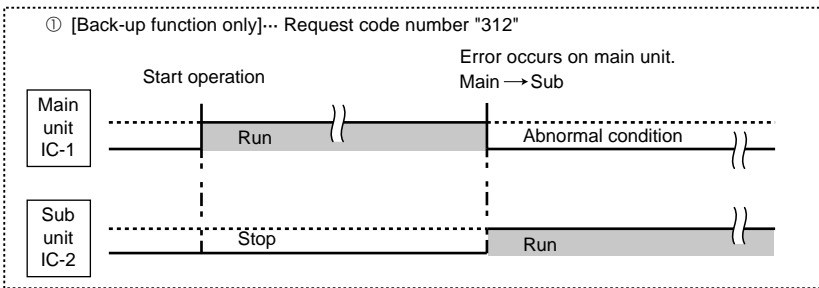 ① [Back-up function only]··· Request code number "312"
Error occurs on main unit.
Start operation
Main → Sub
Main
unit
IC-1
Run
Abnormal condition
Sub
unit
IC-2
Stop
Run